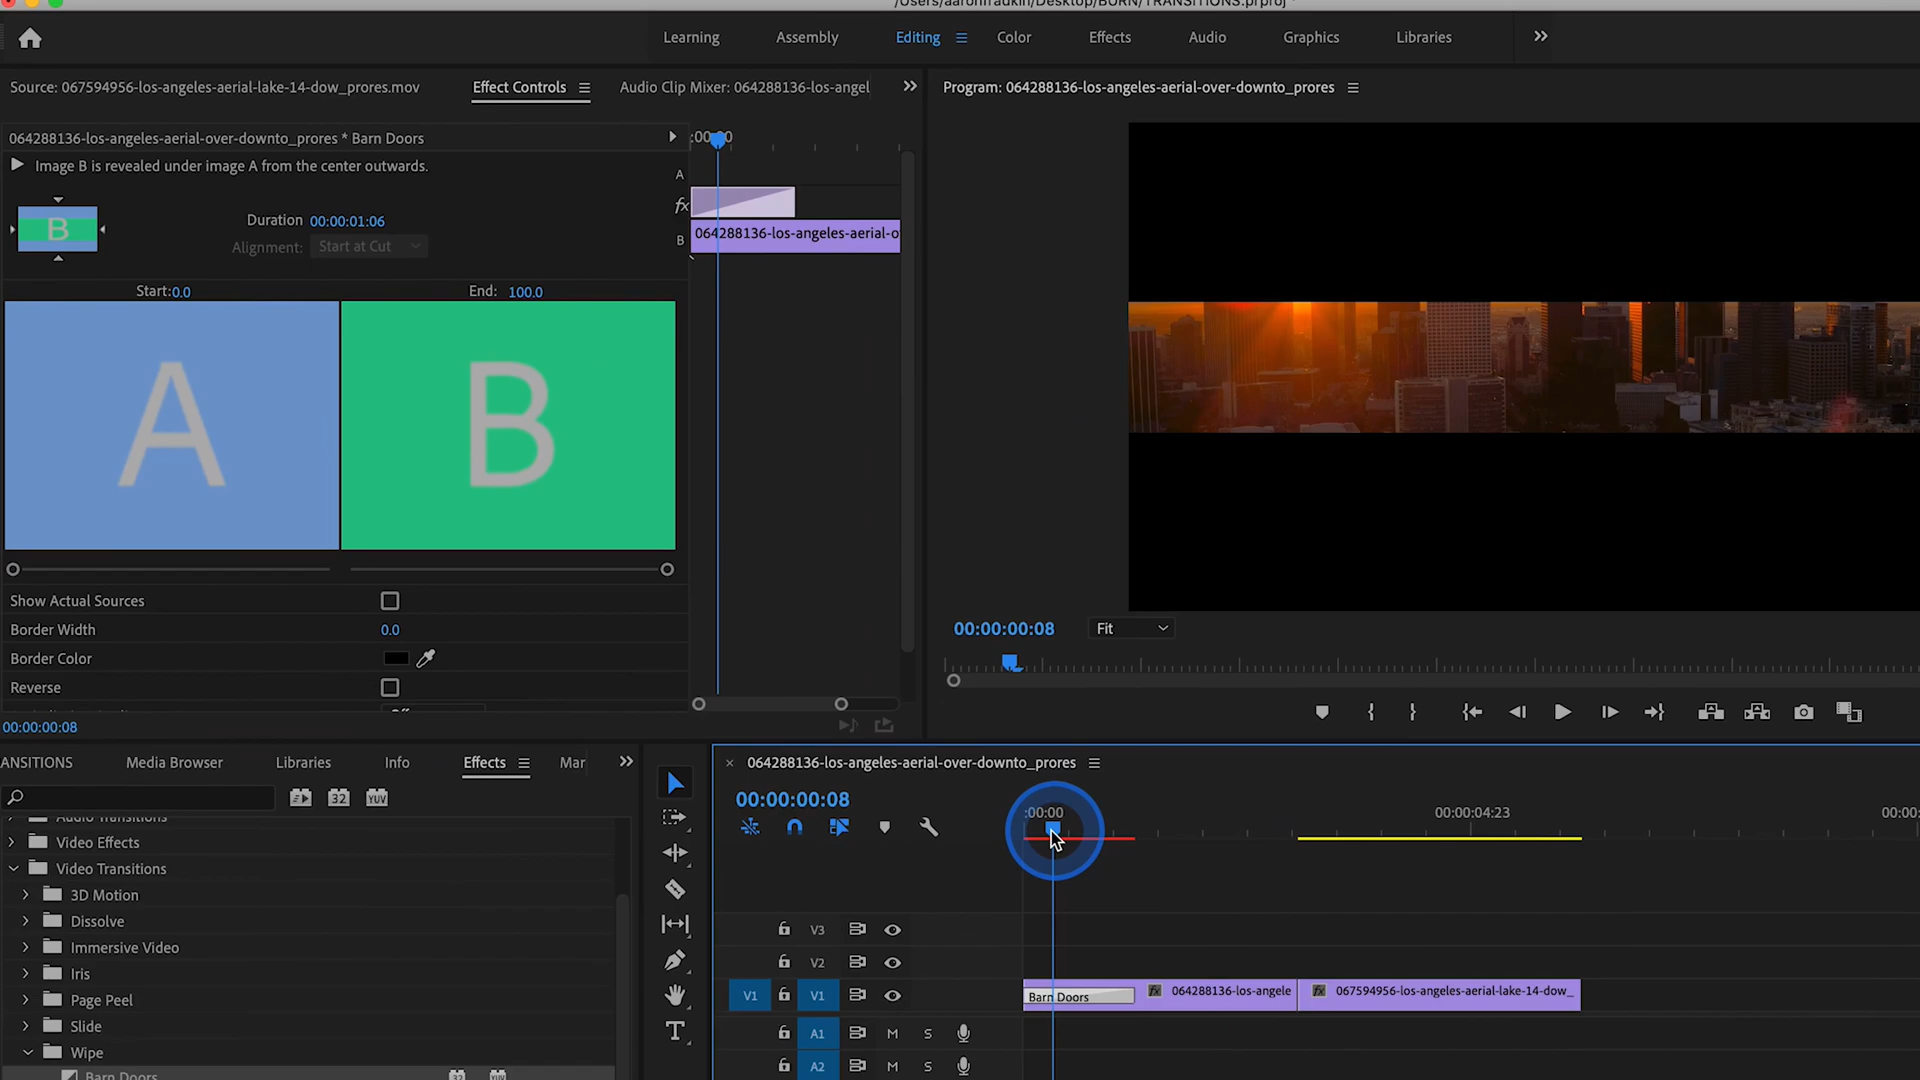 /Users/aaronfradkin/Desktop/BURN/TRANSITIONS.prproj *
Learning
Assembly
Editing
Color
Effects
Audio
Graphics
Libraries
Source: 067594956-los-angeles-aerial-lake-14-dow_prores.mov
Effect Controls
Audio Clip Mixer: 064288136-los-angel
Program: 064288136-los-angeles-aerial-over-downto_prores
064288136-los-angeles-aerial-over-downto_prores * Barn Doors
Image B is revealed under image A from the center outwards.
A
fx
B
064288136-los-angeles-aerial-o
B
Duration 00:00:01:06
Alignment: Start at Cut
Start: 0.0
End: 100.0
A
B
Show Actual Sources
Border Width 0.0
Border Color
Reverse
00:00:00:08
00:00:00:08
Fit
ANSITIONS
Media Browser
Libraries
Info
Effects
Mar
32
YUV
Audio Transitions
Video Effects
Video Transitions
3D Motion
Dissolve
Immersive Video
Iris
Page Peel
Slide
Wipe
Barn Doors
064288136-los-angeles-aerial-over-downto_prores
00:00:00:08
:00:00
00:00:04:23
00:00:
V3
V2
V1 V1
Barn Doors
fx 064288136-los-angele
fx 067594956-los-angeles-aerial-lake-14-dow_
A1 M S
A2 M S
T